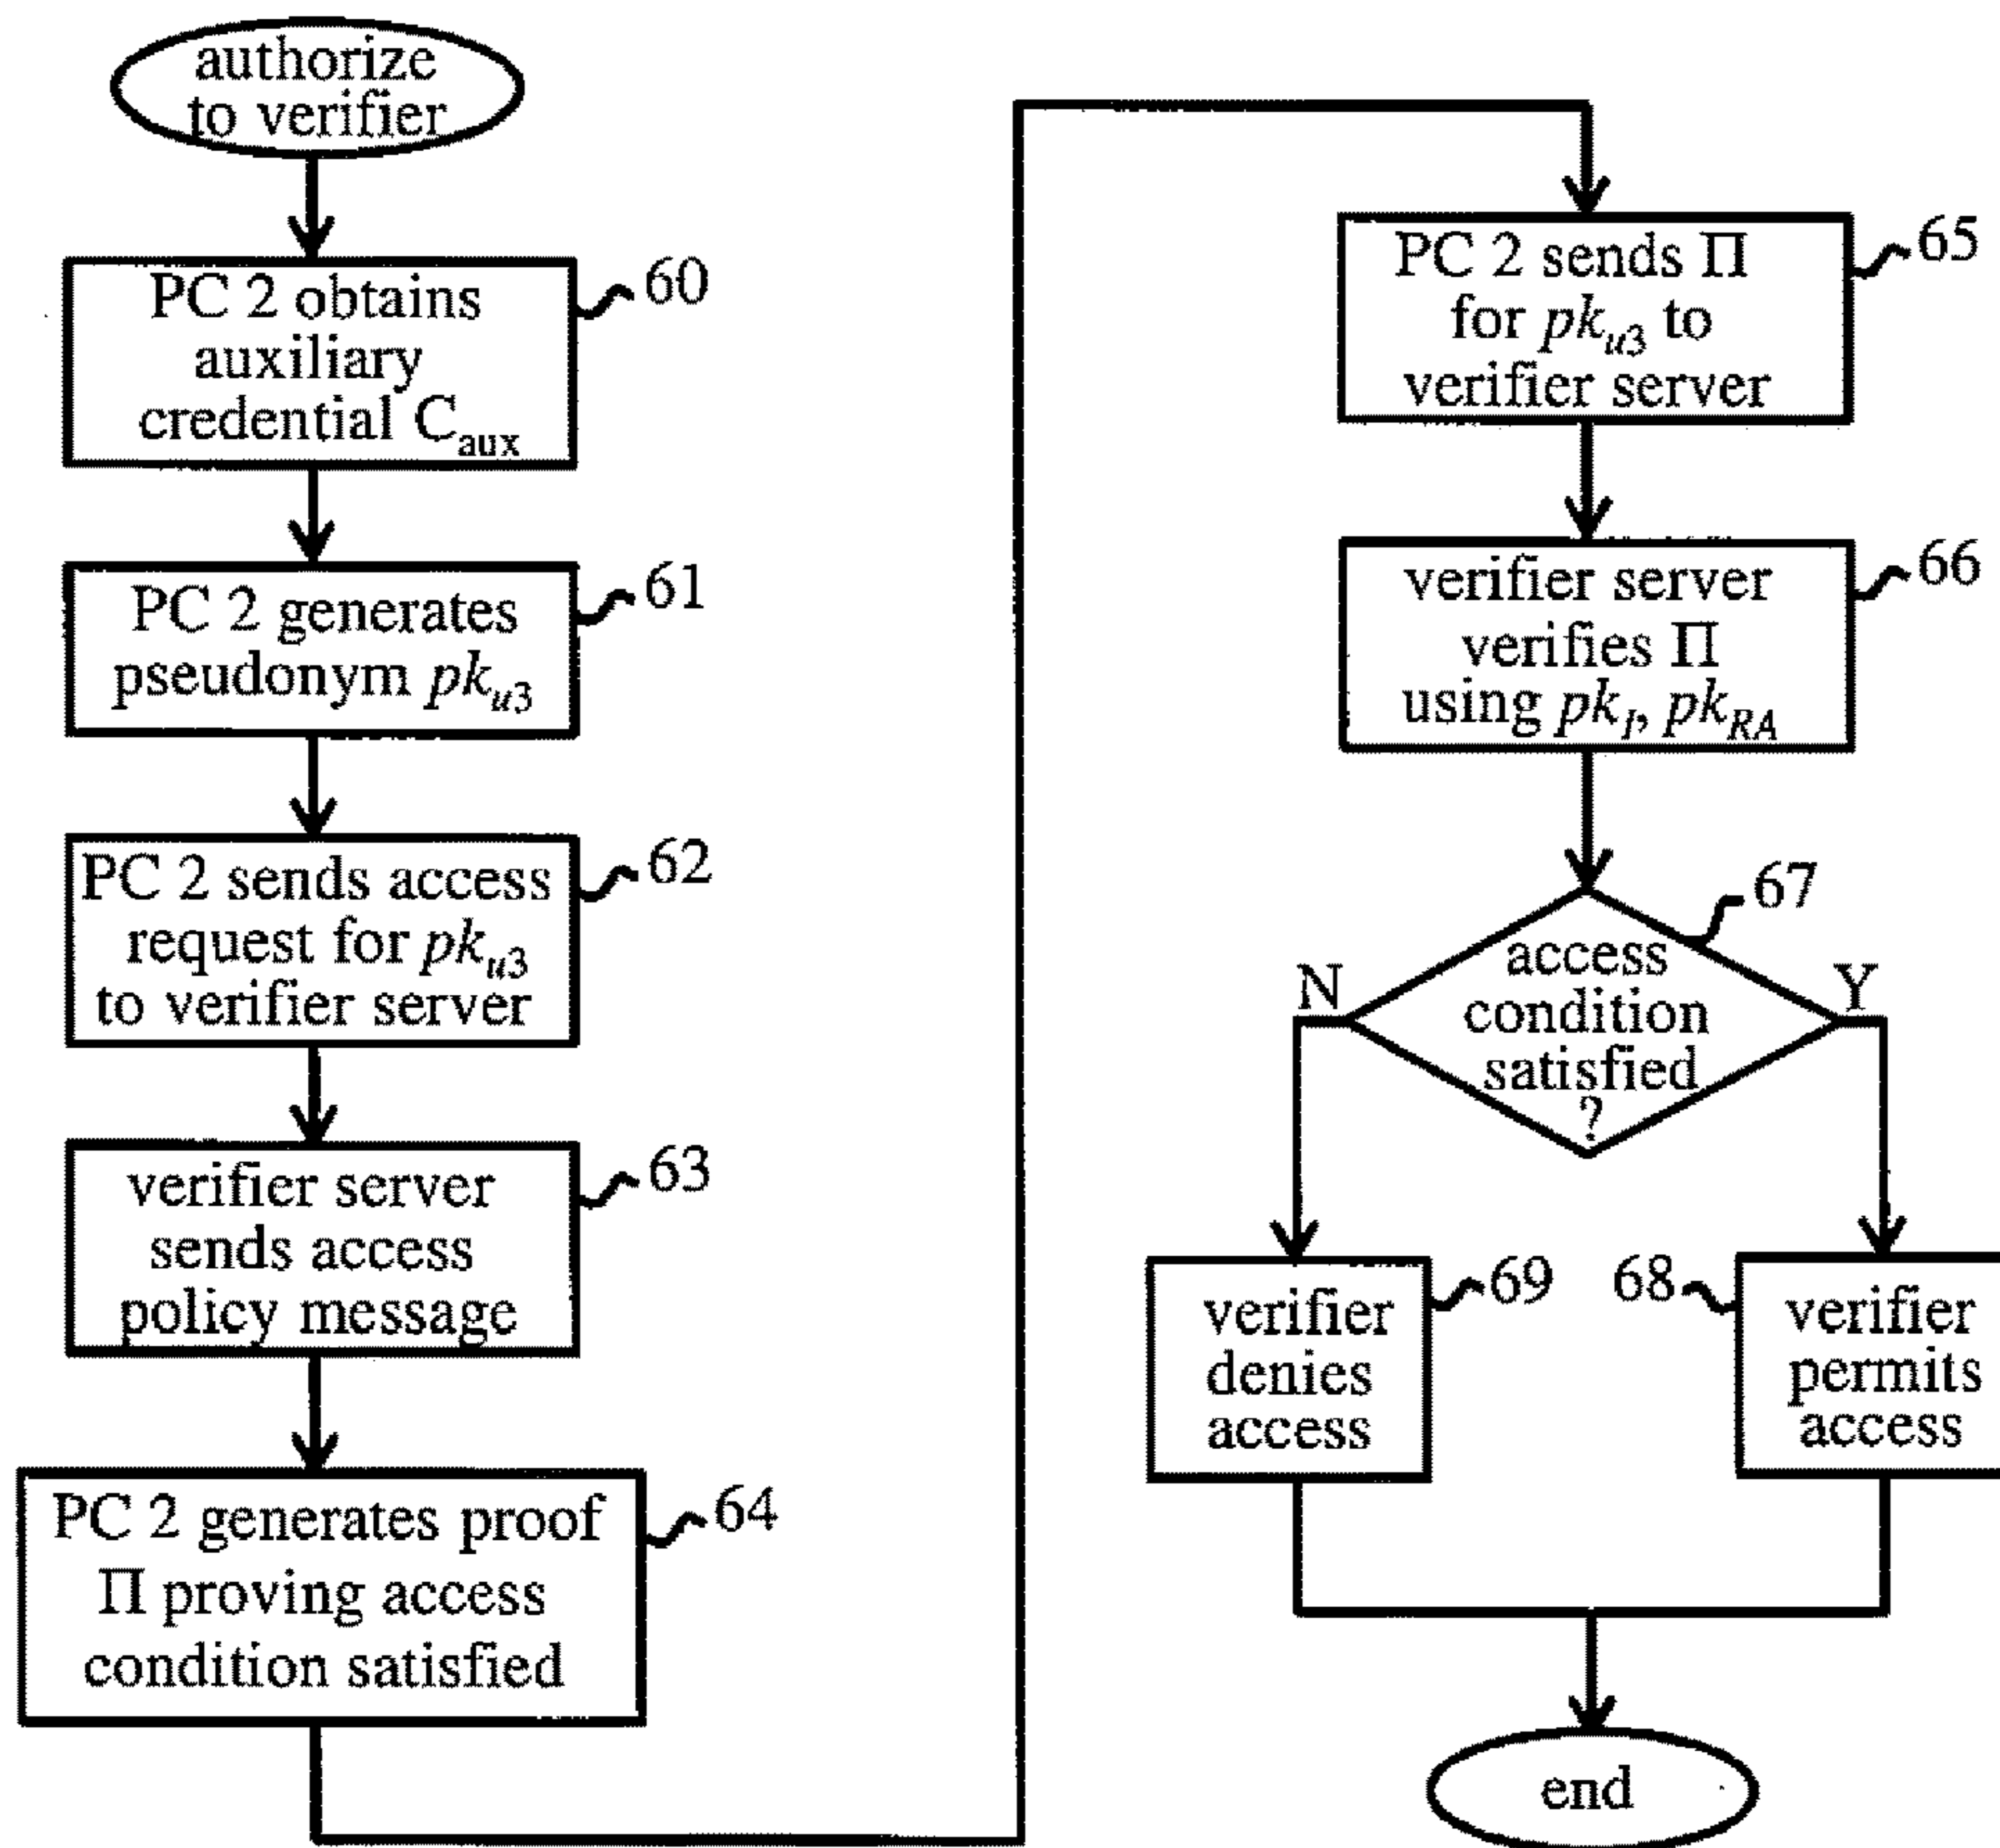 authorize
to verifier
PC 2 obtains
auxiliary
credential C_aux
60
PC 2 generates
pseudonym pk_u3
61
PC 2 sends access
request for pk_u3
to verifier server
62
verifier server
sends access
policy message
63
PC 2 generates proof
Π proving access
condition satisfied
64
PC 2 sends Π
for pk_u3 to
verifier server
65
verifier server
verifies Π
using pk_I, pk_RA
66
access
condition
satisfied
?
67
N
Y
verifier
denies
access
69
68
verifier
permits
access
end